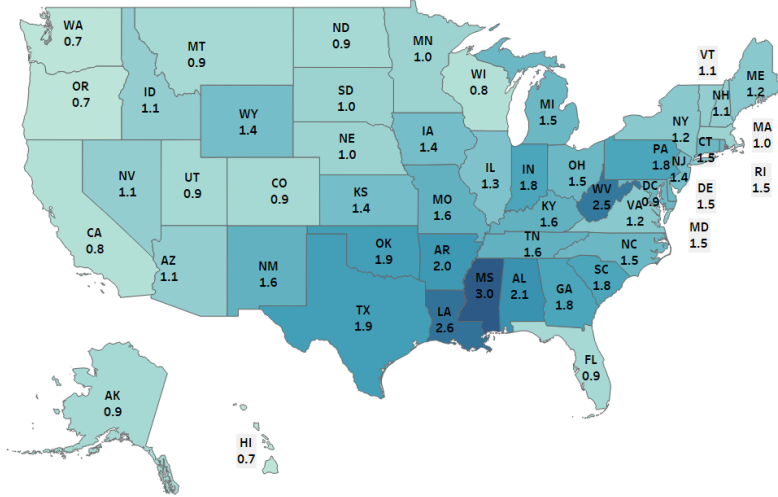 WA
0.7
MT
0.9
ND
0.9
MN
1.0
VT
1.1
ME
1.2
OR
0.7
ID
1.1
SD
1.0
WI
0.8
MI
1.5
NH
1.1
WY
1.4
NY
1.2
MA
1.0
NE
1.0
IA
1.4
PA
1.8
CT
1.5
NJ
1.4
RI
1.5
NV
1.1
UT
0.9
CO
0.9
KS
1.4
MO
1.6
IL
1.3
IN
1.8
OH
1.5
WV
2.5
DC
0.9
DE
1.5
KY
1.6
VA
1.2
MD
1.5
CA
0.8
AZ
1.1
NM
1.6
OK
1.9
AR
2.0
TN
1.6
NC
1.5
SC
1.8
TX
1.9
LA
2.6
MS
3.0
AL
2.1
GA
1.8
FL
0.9
AK
0.9
HI
0.7